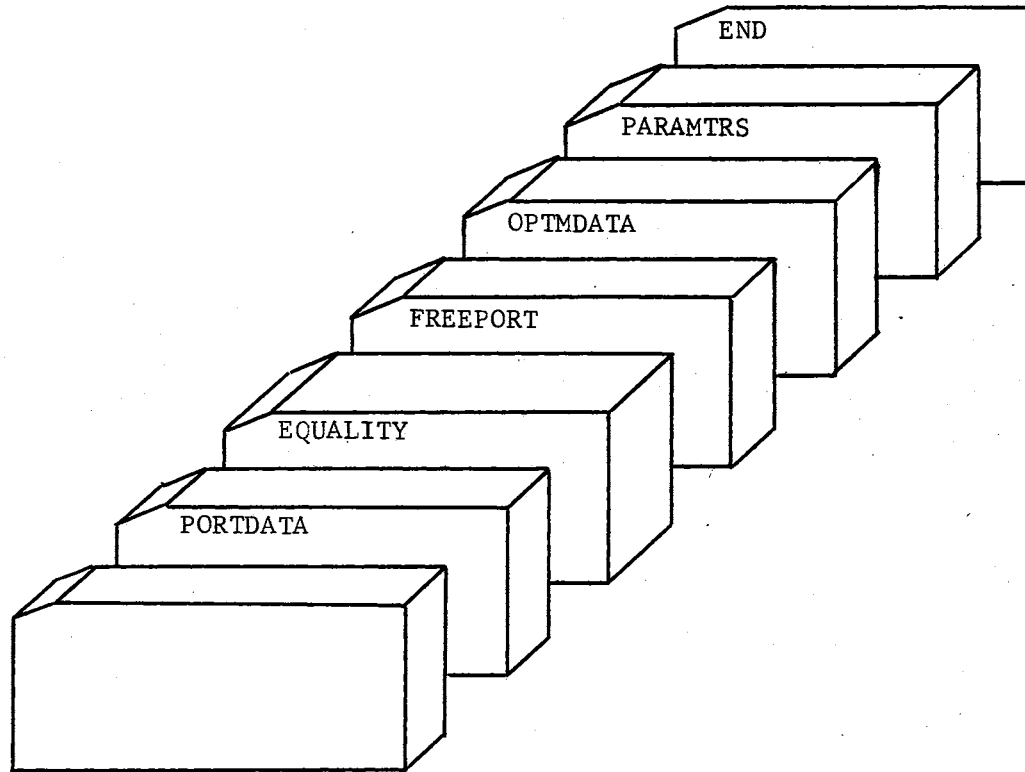 END
PARAMTRS
OPTMDATA
FREEPORT
EQUALITY
PORTDATA